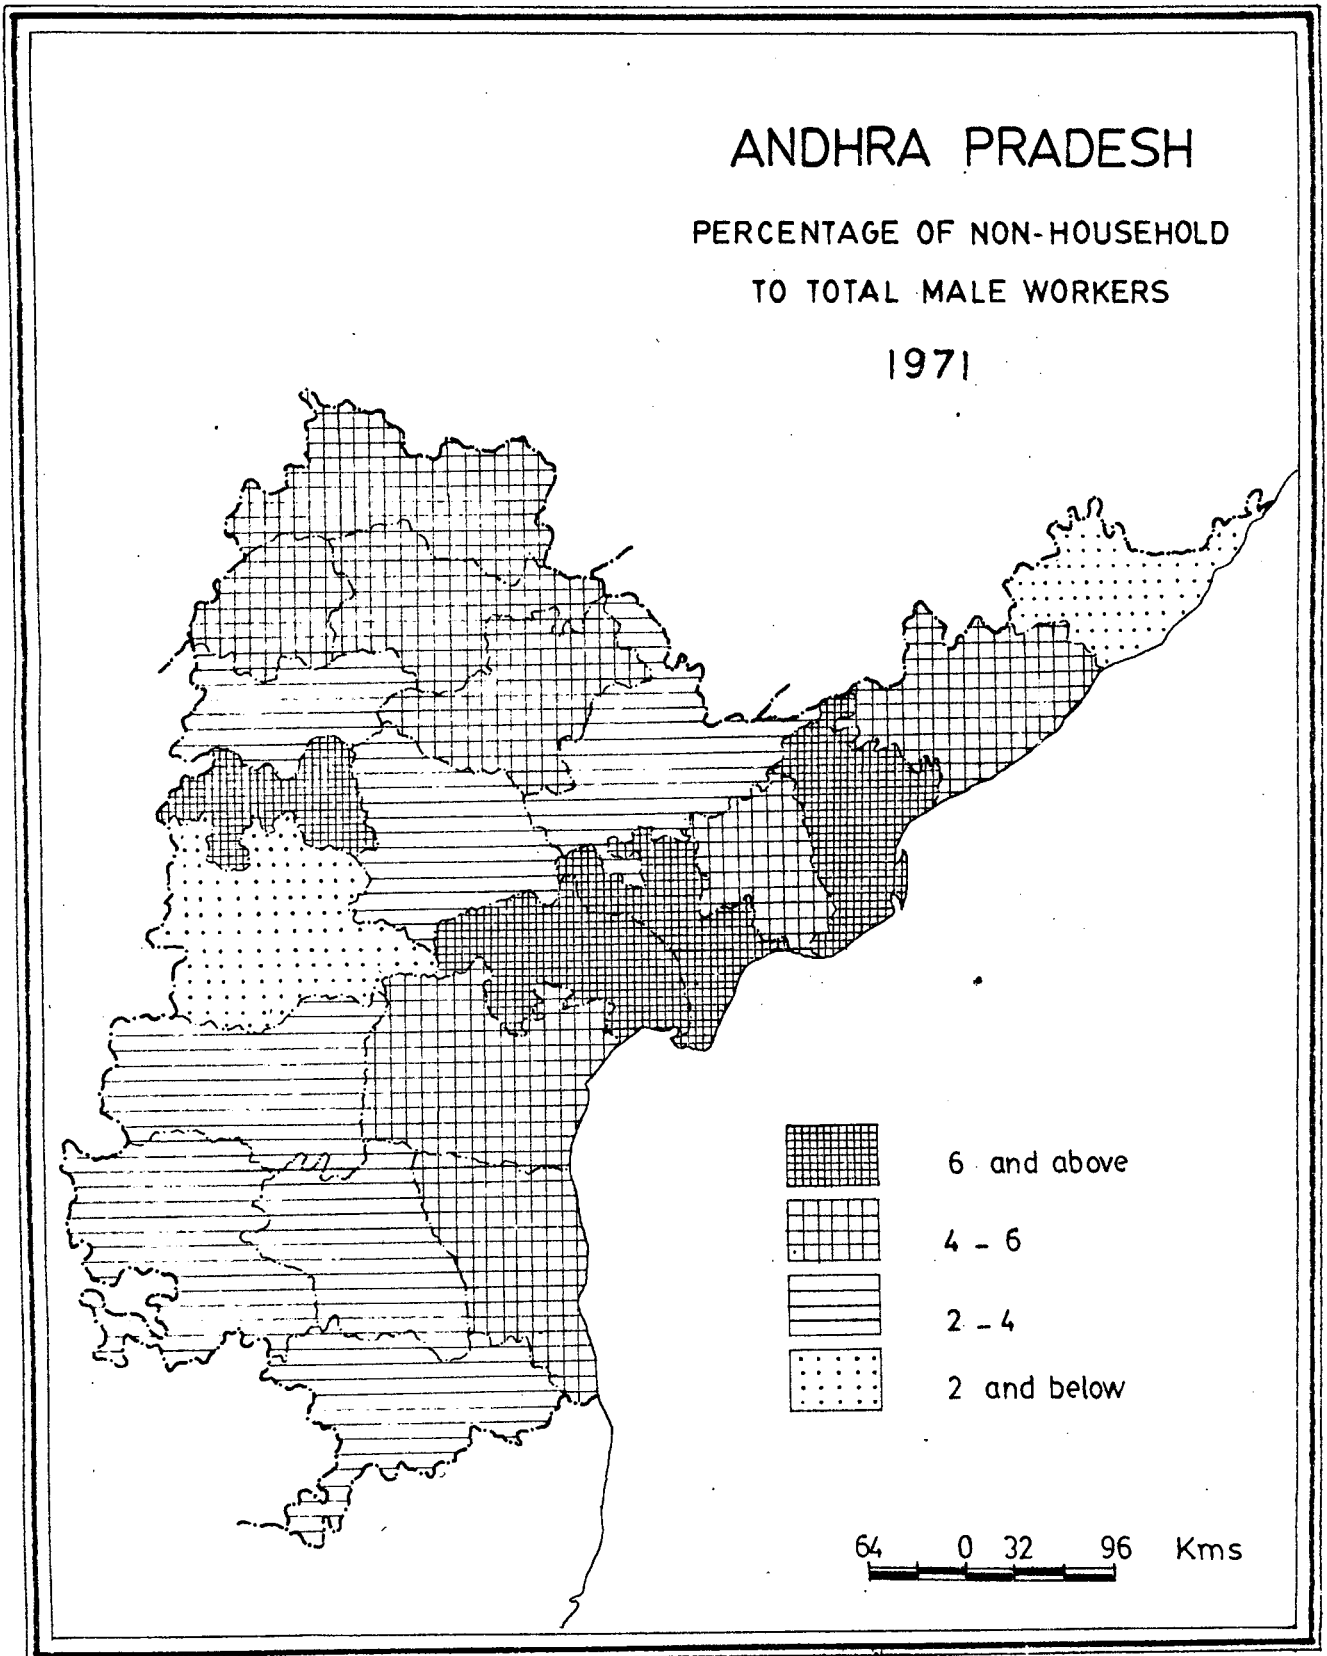 ANDHRA PRADESH
PERCENTAGE OF NON-HOUSEHOLD
TO TOTAL MALE WORKERS
1971
6 and above
4 - 6
2 - 4
2 and below
64 0 32 96 Kms